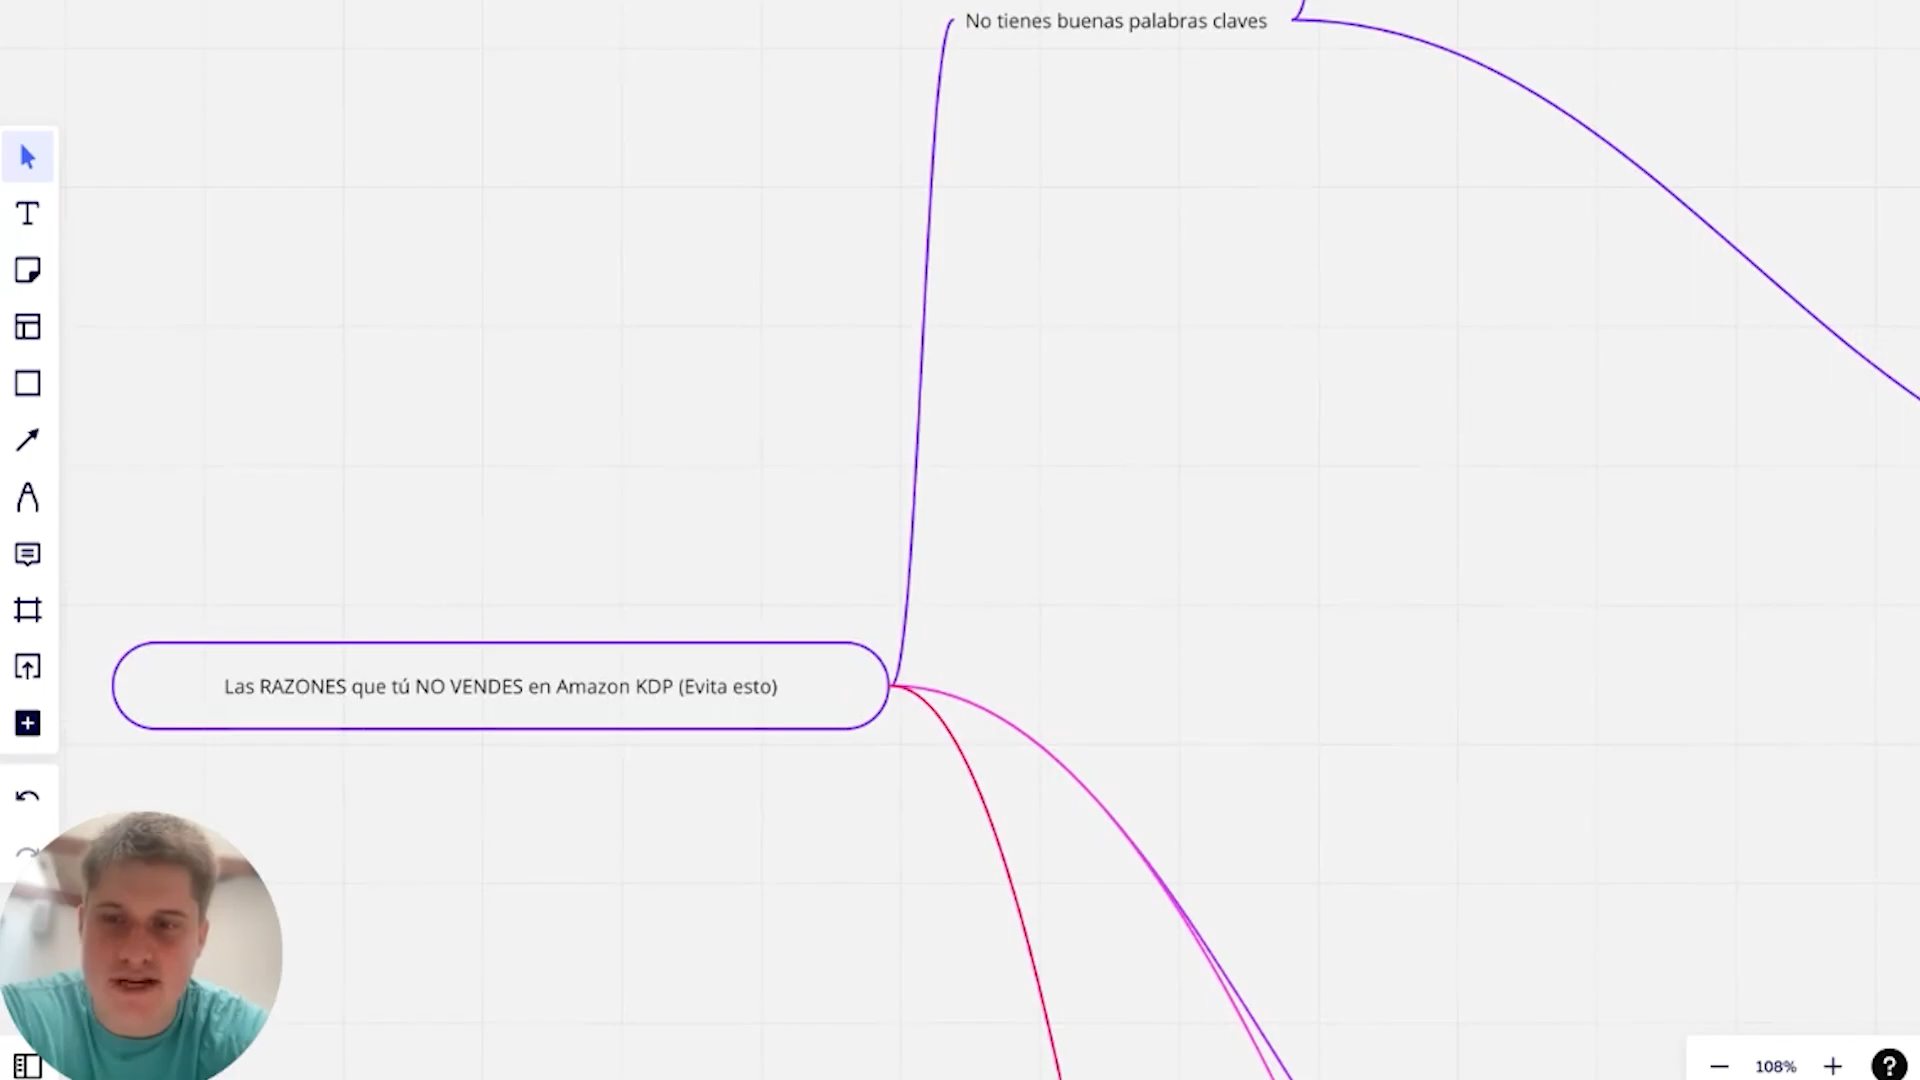 No tienes buenas palabras claves
Las RAZONES que tú NO VENDES en Amazon KDP (Evita esto)
108%